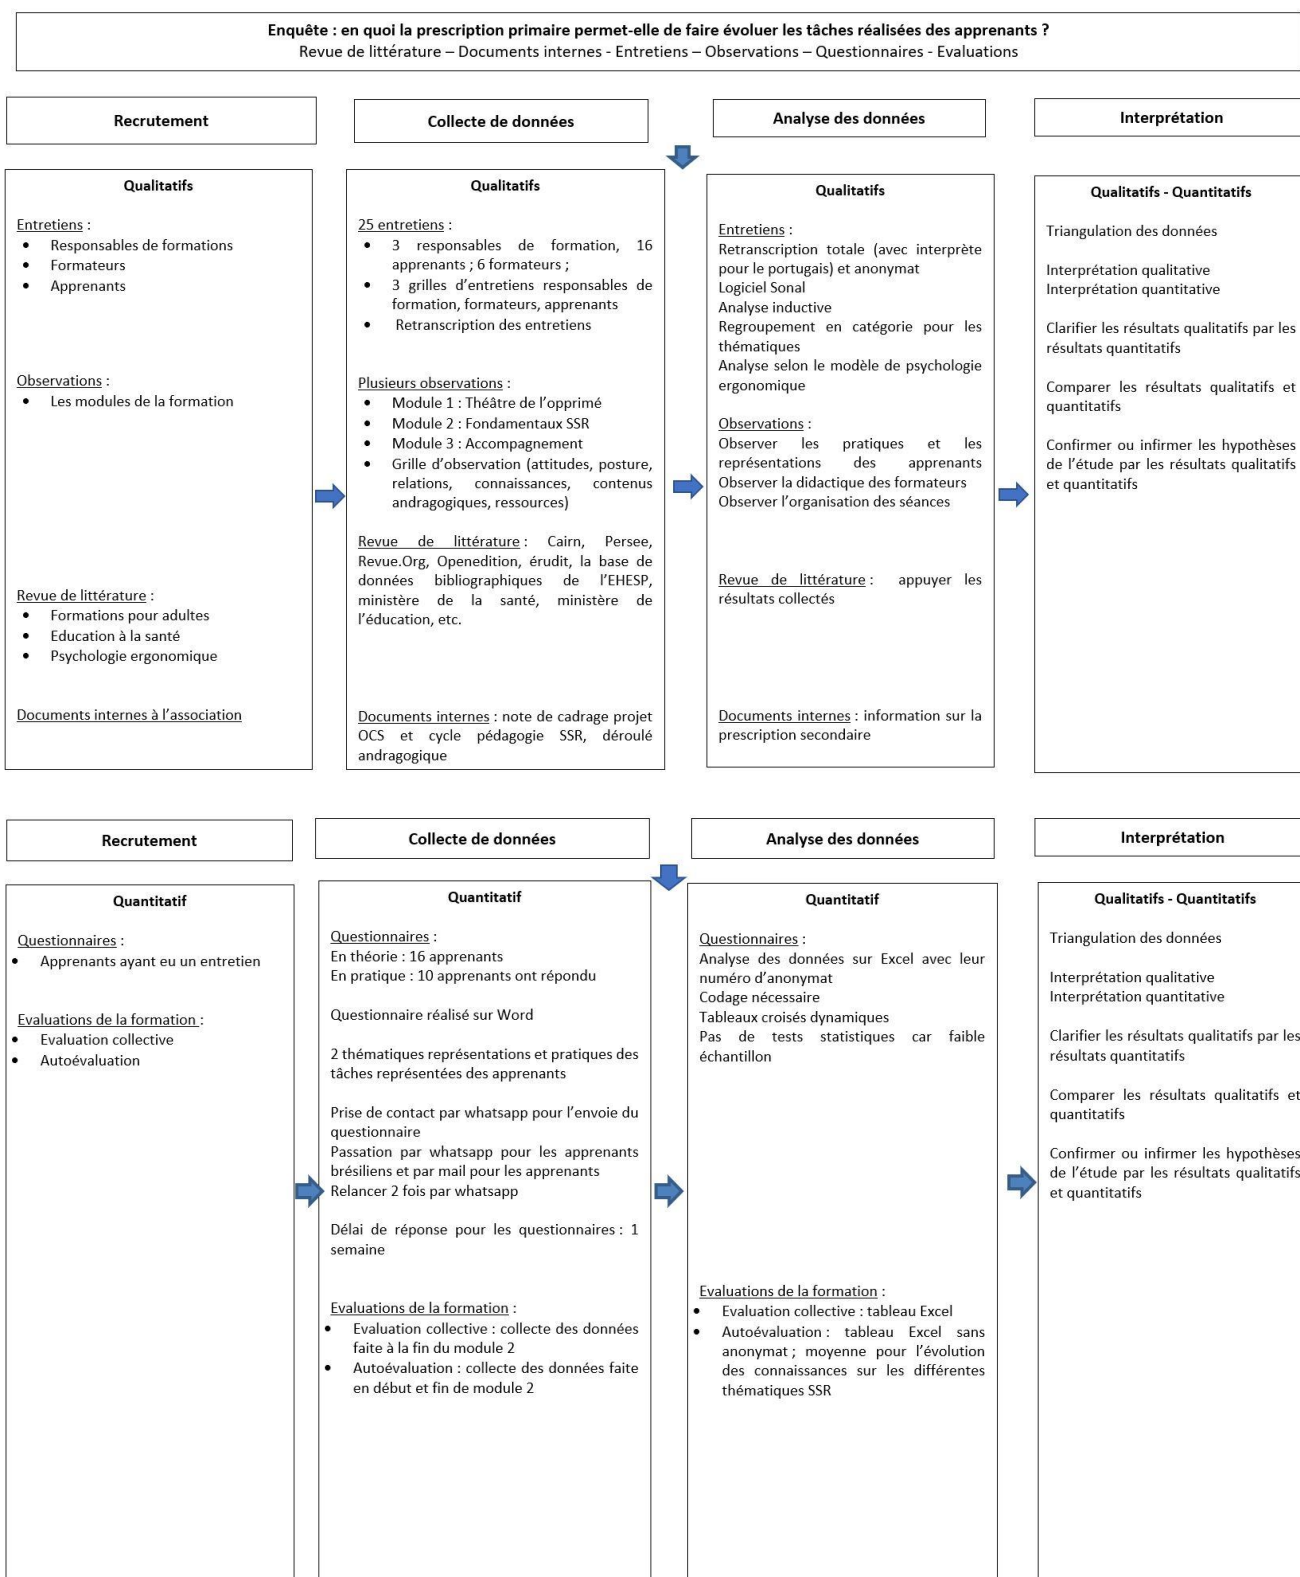 Enquête : en quoi la prescription primaire permet-elle de faire évoluer les tâches réalisées des apprenants ?
Revue de littérature – Documents internes - Entretiens – Observations – Questionnaires - Evaluations
Recrutement
Qualitatifs
Entretiens :
• Responsables de formations
• Formateurs
• Apprenants
Observations :
• Les modules de la formation
Revue de littérature :
• Formations pour adultes
• Education à la santé
• Psychologie ergonomique
Documents internes à l’association
Collecte de données
Qualitatifs
25 entretiens :
• 3 responsables de formation, 16
apprenants ; 6 formateurs ;
• 3 grilles d’entretiens responsables de
formation, formateurs, apprenants
• Retranscription des entretiens
Plusieurs observations :
• Module 1 : Théâtre de l’opprimé
• Module 2 : Fondamentaux SSR
• Module 3 : Accompagnement
• Grille d’observation (attitudes, posture,
relations, connaissances, contenus
andragogiques, ressources)
Revue de littérature : Cairn, Persee,
Revue.Org, Openedition, érudit, la base de
données bibliographiques de l’EHESP,
ministère de la santé, ministère de
l’éducation, etc.
Documents internes : note de cadrage projet
OCS et cycle pédagogie SSR, déroulé
andragogique
Analyse des données
Qualitatifs
Entretiens :
Retranscription totale (avec interprète
pour le portugais) et anonymat
Logiciel Sonal
Analyse inductive
Regroupement en catégorie pour les
thématiques
Analyse selon le modèle de psychologie
ergonomique
Observations :
Observer les pratiques et les
représentations des apprenants
Observer la didactique des formateurs
Observer l’organisation des séances
Revue de littérature : appuyer les
résultats collectés
Documents internes : information sur la
prescription secondaire
Interprétation
Qualitatifs - Quantitatifs
Triangulation des données
Interprétation qualitative
Interprétation quantitative
Clarifier les résultats qualitatifs par les
résultats quantitatifs
Comparer les résultats qualitatifs et
quantitatifs
Confirmer ou infirmer les hypothèses
de l’étude par les résultats qualitatifs
et quantitatifs
Recrutement
Quantitatif
Questionnaires :
• Apprenants ayant eu un entretien
Evaluations de la formation :
• Evaluation collective
• Autoévaluation
Collecte de données
Quantitatif
Questionnaires :
En théorie : 16 apprenants
En pratique : 10 apprenants ont répondu
Questionnaire réalisé sur Word
2 thématiques représentations et pratiques des
tâches représentées des apprenants
Prise de contact par whatsapp pour l’envoie du
questionnaire
Passation par whatsapp pour les apprenants
brésiliens et par mail pour les apprenants
Relancer 2 fois par whatsapp
Délai de réponse pour les questionnaires : 1
semaine
Evaluations de la formation :
• Evaluation collective : collecte des données
faite à la fin du module 2
• Autoévaluation : collecte des données faite
en début et fin de module 2
Analyse des données
Quantitatif
Questionnaires :
Analyse des données sur Excel avec leur
numéro d’anonymat
Codage nécessaire
Tableaux croisés dynamiques
Pas de tests statistiques car faible
échantillon
Evaluations de la formation :
• Evaluation collective : tableau Excel
• Autoévaluation : tableau Excel sans
anonymat ; moyenne pour l’évolution
des connaissances sur les différentes
thématiques SSR
Interprétation
Qualitatifs - Quantitatifs
Triangulation des données
Interprétation qualitative
Interprétation quantitative
Clarifier les résultats qualitatifs par les
résultats quantitatifs
Comparer les résultats qualitatifs et
quantitatifs
Confirmer ou infirmer les hypothèses
de l’étude par les résultats qualitatifs
et quantitatifs